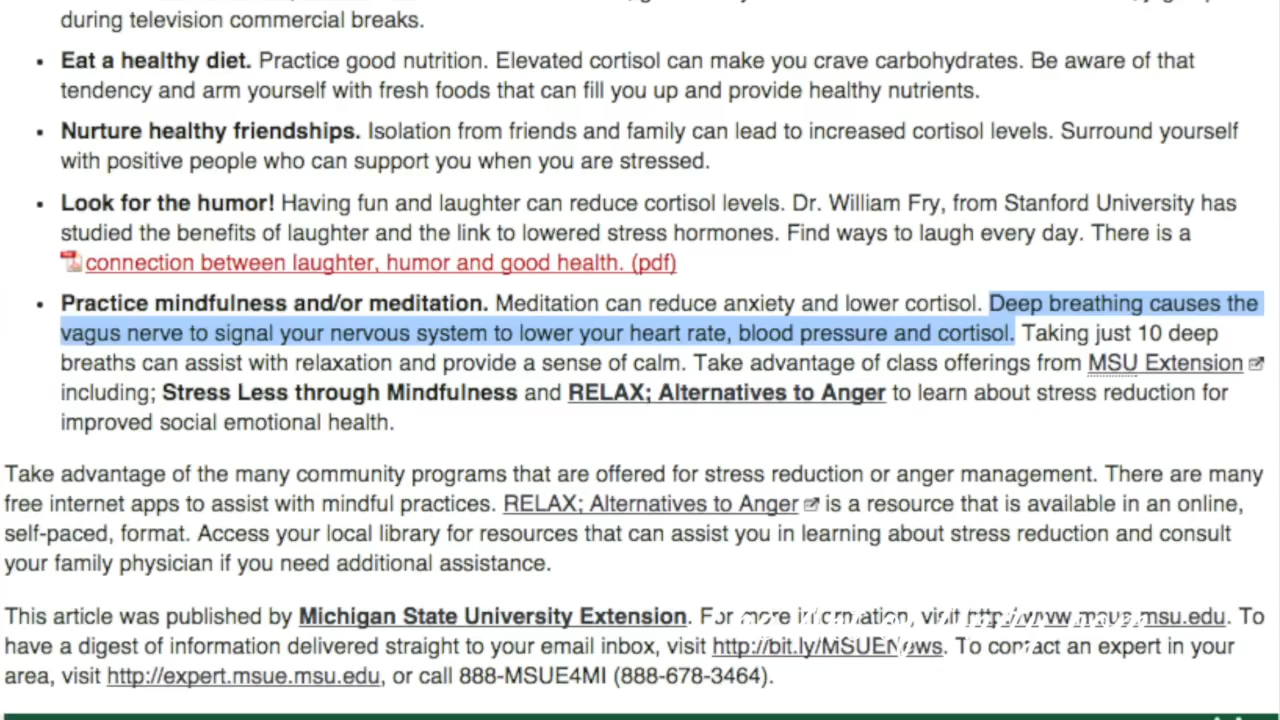 during television commercial breaks.
• Eat a healthy diet. Practice good nutrition. Elevated cortisol can make you crave carbohydrates. Be aware of that
tendency and arm yourself with fresh foods that can fill you up and provide healthy nutrients.
• Nurture healthy friendships. Isolation from friends and family can lead to increased cortisol levels. Surround yourself
with positive people who can support you when you are stressed.
• Look for the humor! Having fun and laughter can reduce cortisol levels. Dr. William Fry, from Stanford University has
studied the benefits of laughter and the link to lowered stress hormones. Find ways to laugh every day. There is a
connection between laughter, humor and good health. (pdf)
• Practice mindfulness and/or meditation. Meditation can reduce anxiety and lower cortisol. Deep breathing causes the
vagus nerve to signal your nervous system to lower your heart rate, blood pressure and cortisol. Taking just 10 deep
breaths can assist with relaxation and provide a sense of calm. Take advantage of class offerings from MSU Extension
including; Stress Less through Mindfulness and RELAX; Alternatives to Anger to learn about stress reduction for
improved social emotional health.
Take advantage of the many community programs that are offered for stress reduction or anger management. There are many
free internet apps to assist with mindful practices. RELAX; Alternatives to Anger is a resource that is available in an online,
self-paced, format. Access your local library for resources that can assist you in learning about stress reduction and consult
your family physician if you need additional assistance.
This article was published by Michigan State University Extension. For more information, visit http://www.msue.msu.edu. To
have a digest of information delivered straight to your email inbox, visit http://bit.ly/MSUENews. To contact an expert in your
area, visit http://expert.msue.msu.edu, or call 888-MSUE4MI (888-678-3464).